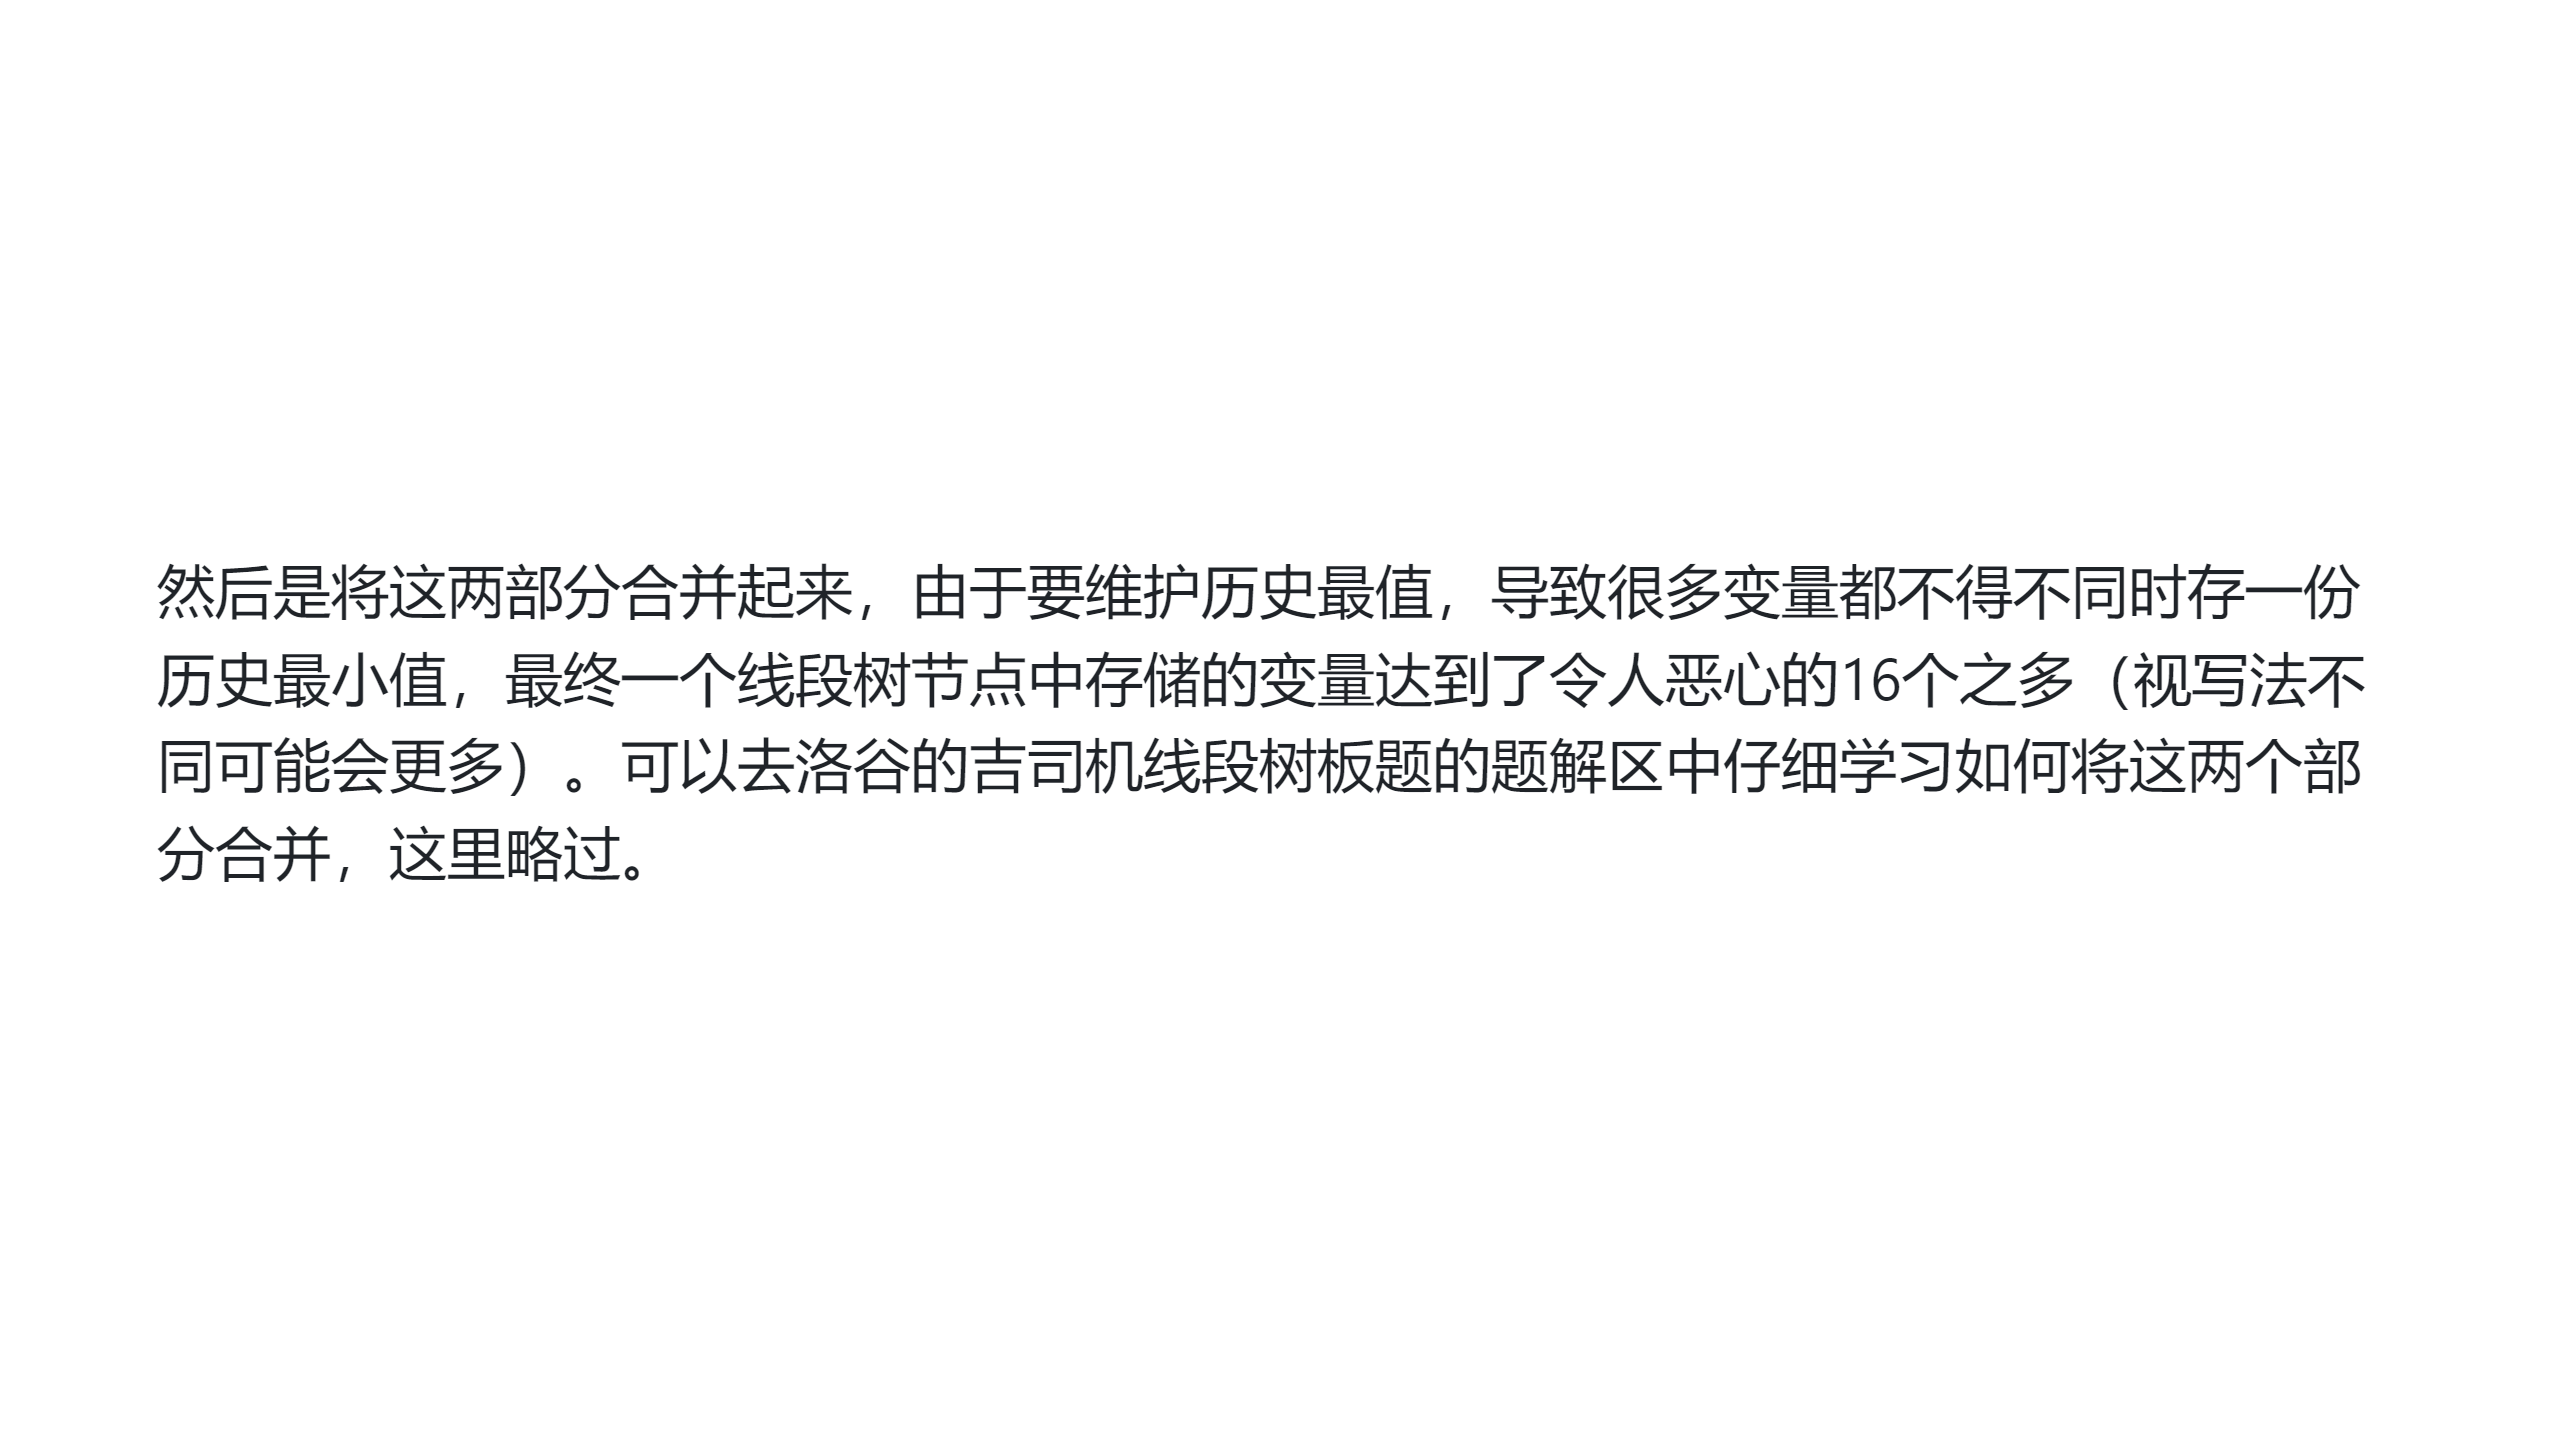 然后是将这两部分合并起来，由于要维护历史最值，导致很多变量都不得不同时存一份
历史最小值，最终一个线段树节点中存储的变量达到了令人恶心的16个之多（视写法不
同可能会更多）。可以去洛谷的吉司机线段树板题的题解区中仔细学习如何将这两个部
分合并，这里略过。